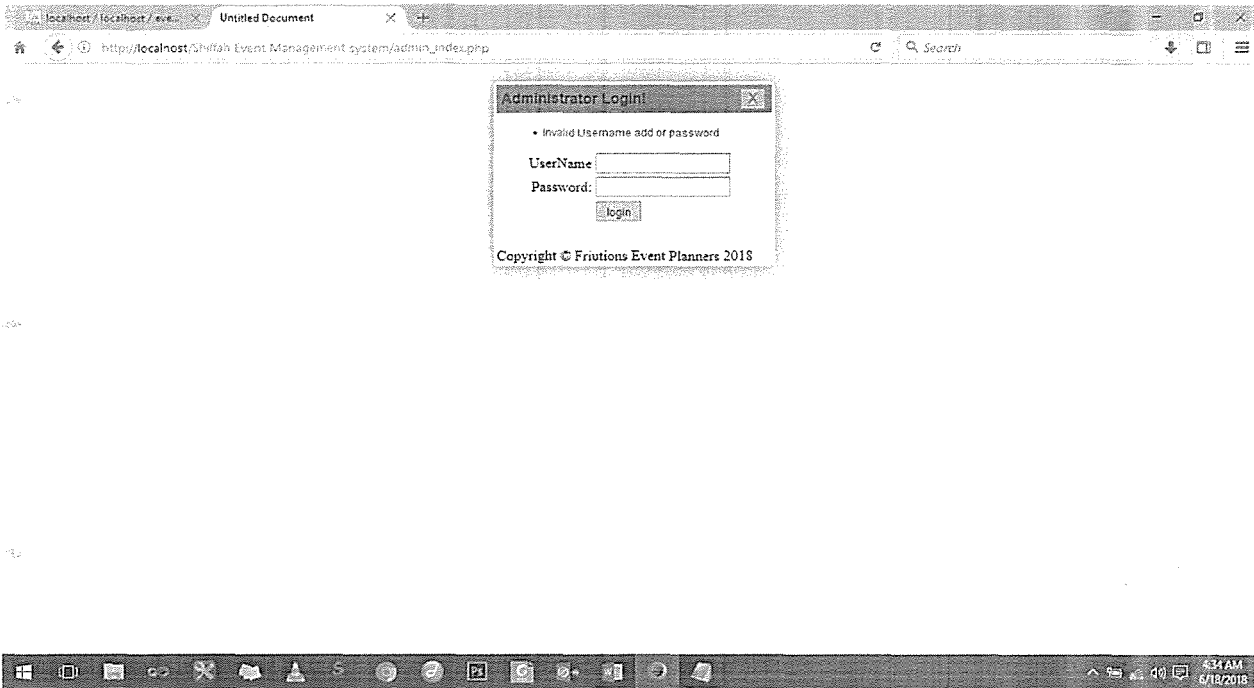 localhost / localhost / eve... Untitled Document
http://localhost/Shiffah Event Management system/admin_index.php Search
Administrator Login! X
• Invalid Username add or password
UserName
Password:
login
Copyright © Friutions Event Planners 2018
4:34 AM
6/18/2018